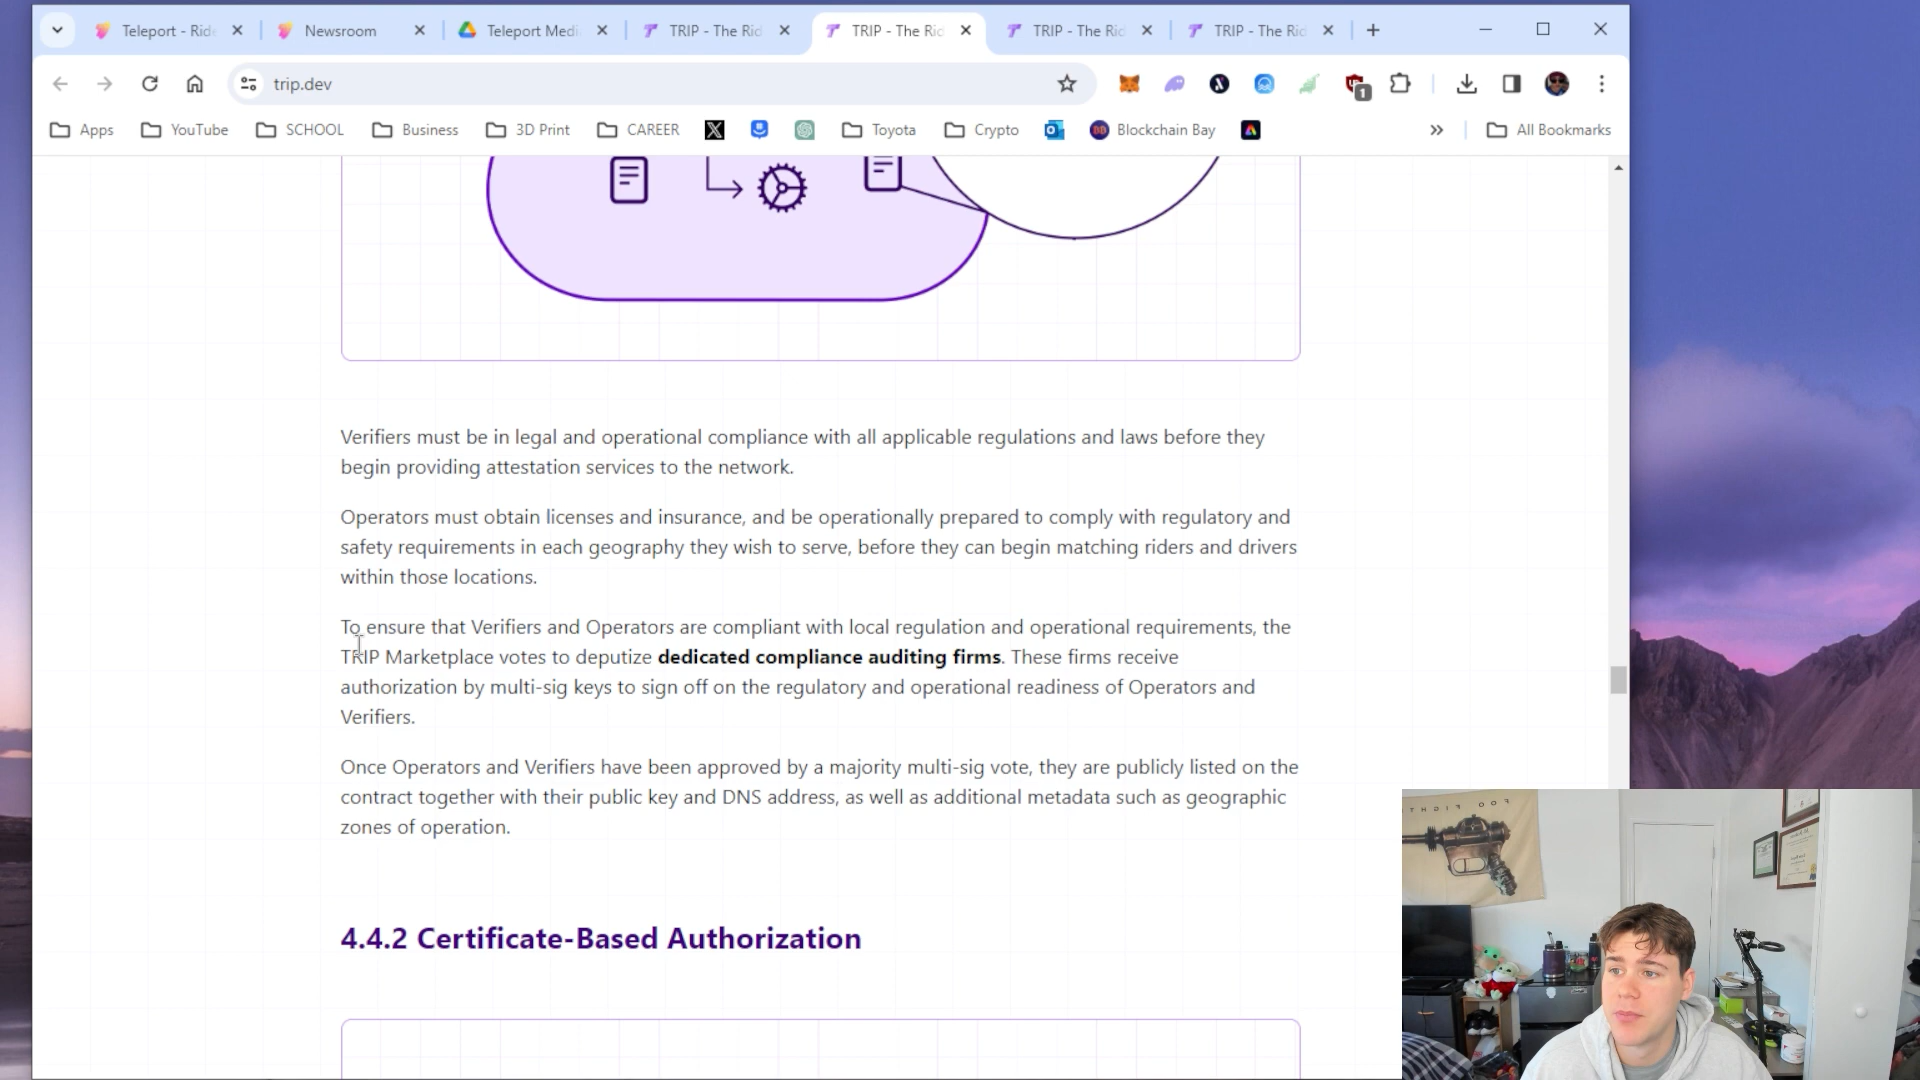 Teleport - Ride
Newsroom
Teleport Medi
TRIP - The Rid
TRIP - The Rid
TRIP - The Rid
TRIP - The Rid
trip.dev
1
Apps
YouTube
SCHOOL
Business
3D Print
CAREER
Toyota
Crypto
Blockchain Bay
All Bookmarks
Verifiers must be in legal and operational compliance with all applicable regulations and laws before they
begin providing attestation services to the network.
Operators must obtain licenses and insurance, and be operationally prepared to comply with regulatory and
safety requirements in each geography they wish to serve, before they can begin matching riders and drivers
within those locations.
To ensure that Verifiers and Operators are compliant with local regulation and operational requirements, the
TRIP Marketplace votes to deputize dedicated compliance auditing firms. These firms receive
authorization by multi-sig keys to sign off on the regulatory and operational readiness of Operators and
Verifiers.
Once Operators and Verifiers have been approved by a majority multi-sig vote, they are publicly listed on the
contract together with their public key and DNS address, as well as additional metadata such as geographic
zones of operation.
4.4.2 Certificate-Based Authorization